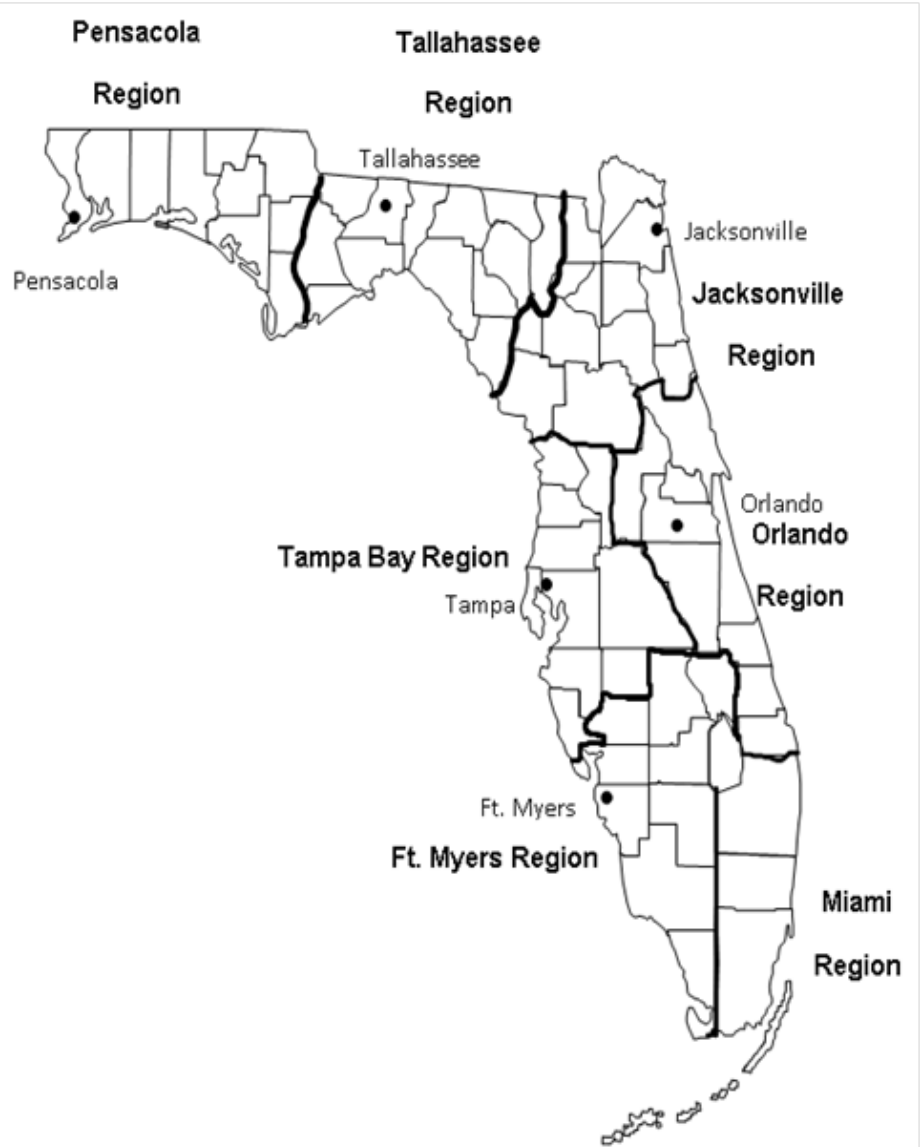 Pensacola
Region
Tallahassee
Region
Tallahassee
Pensacola
Jacksonville
Jacksonville
Region
Orlando
Orlando
Region
Tampa Bay Region
Tampa
Ft. Myers
Ft. Myers Region
Miami
Region